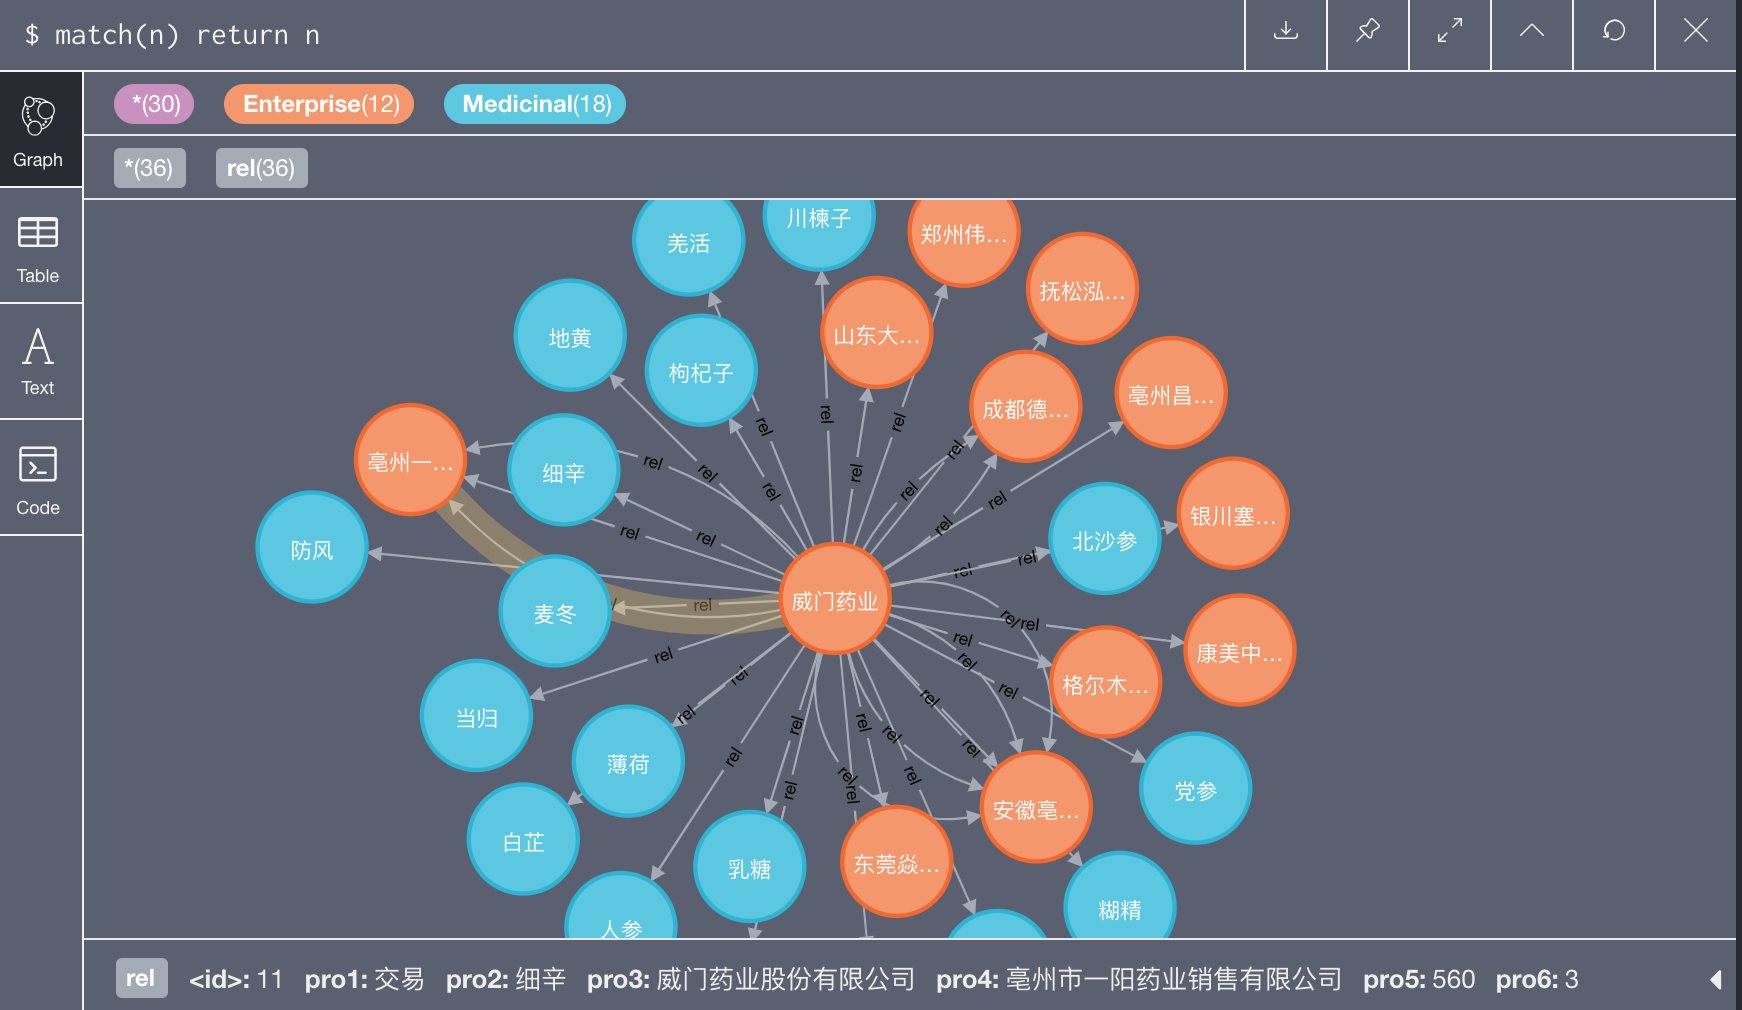 $ match(n) return n
*(30) Enterprise(12) Medicinal(18)
Graph
*(36) rel(36)
Table
Text
Code
川楝子
郑州伟...
羌活
抚松泓...
地黄
山东大...
枸杞子
亳州昌...
成都德...
rel
rel
rel
rel
亳州一...
细辛
rel
rel
rel
rel
rel
rel
rel
银川塞...
rel
rel
rel
北沙参
防风
rel
rel
威门药业
麦冬
rel
rel
rel
rel
康美中...
rel
rel
rel
格尔木...
rel
rel
rel
当归
rel
rel
rel
rel
rel
rel
薄荷
rel
rel
党参
rel
rel
安徽亳...
白芷
乳糖
东莞焱...
糊精
人参
rel <id>: 11 pro1: 交易 pro2: 细辛 pro3: 威门药业股份有限公司 pro4: 亳州市一阳药业销售有限公司 pro5: 560 pro6: 3